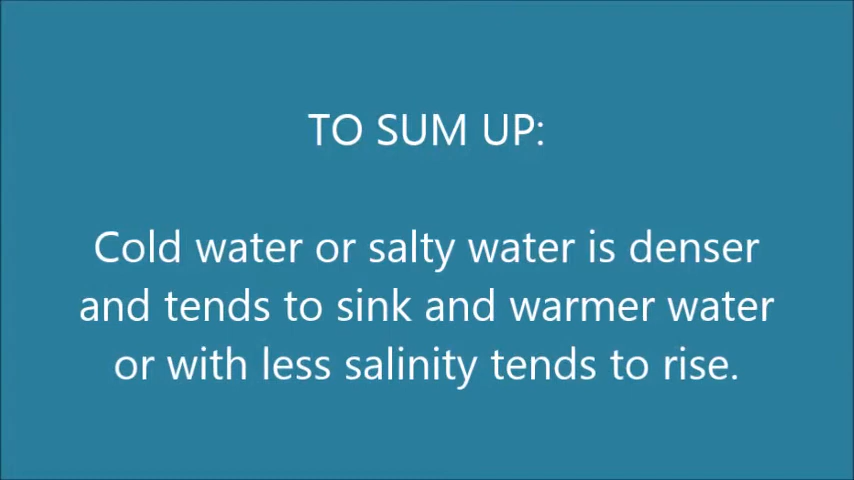 TO SUM UP:
Cold water or salty water is denser
and tends to sink and warmer water
or with less salinity tends to rise.